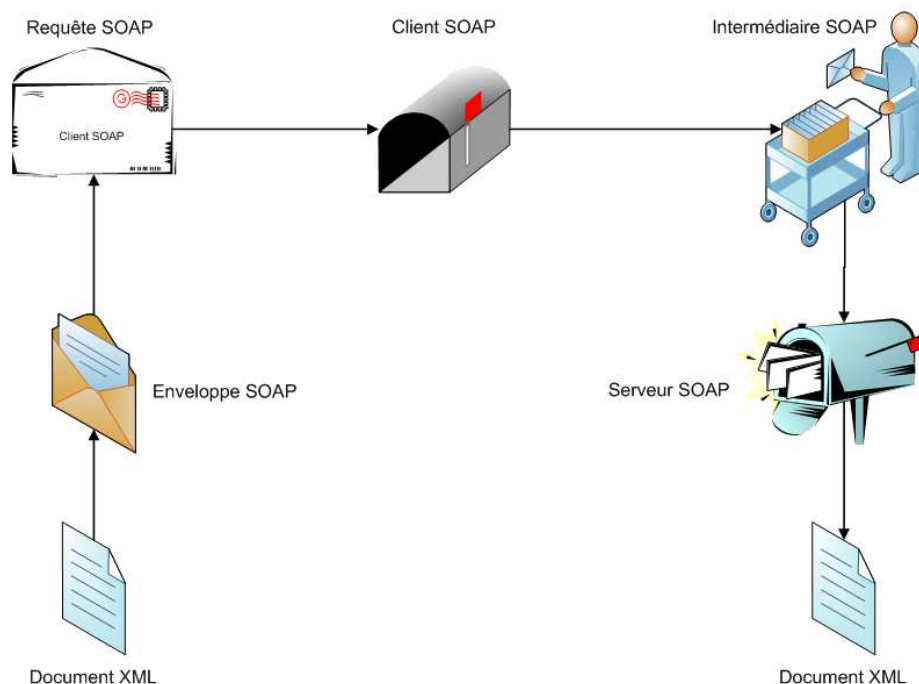 Requête SOAP
Client SOAP
Intermédiaire SOAP
Client SOAP
Enveloppe SOAP
Serveur SOAP
Document XML
Document XML